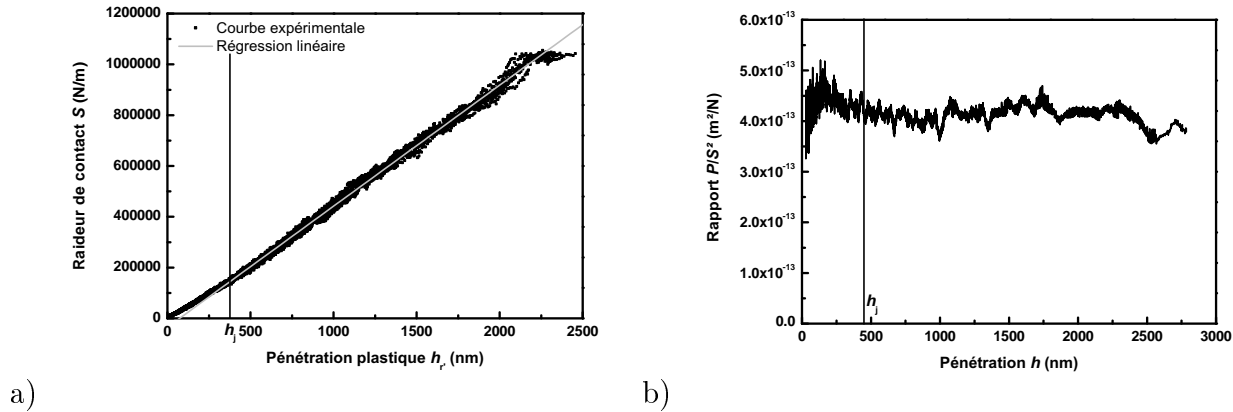 1200000
1000000
800000
600000
400000
200000
0
Raideur de contact S (N/m)
Courbe expérimentale
Régression linéaire
0
h_j
500
1000
1500
2000
2500
Pénétration plastique h_r' (nm)
a)
6.0x10⁻¹³
5.0x10⁻¹³
4.0x10⁻¹³
3.0x10⁻¹³
2.0x10⁻¹³
1.0x10⁻¹³
0.0
Rapport P/S² (m²/N)
h_j
0
500
1000
1500
2000
2500
3000
Pénétration h (nm)
b)